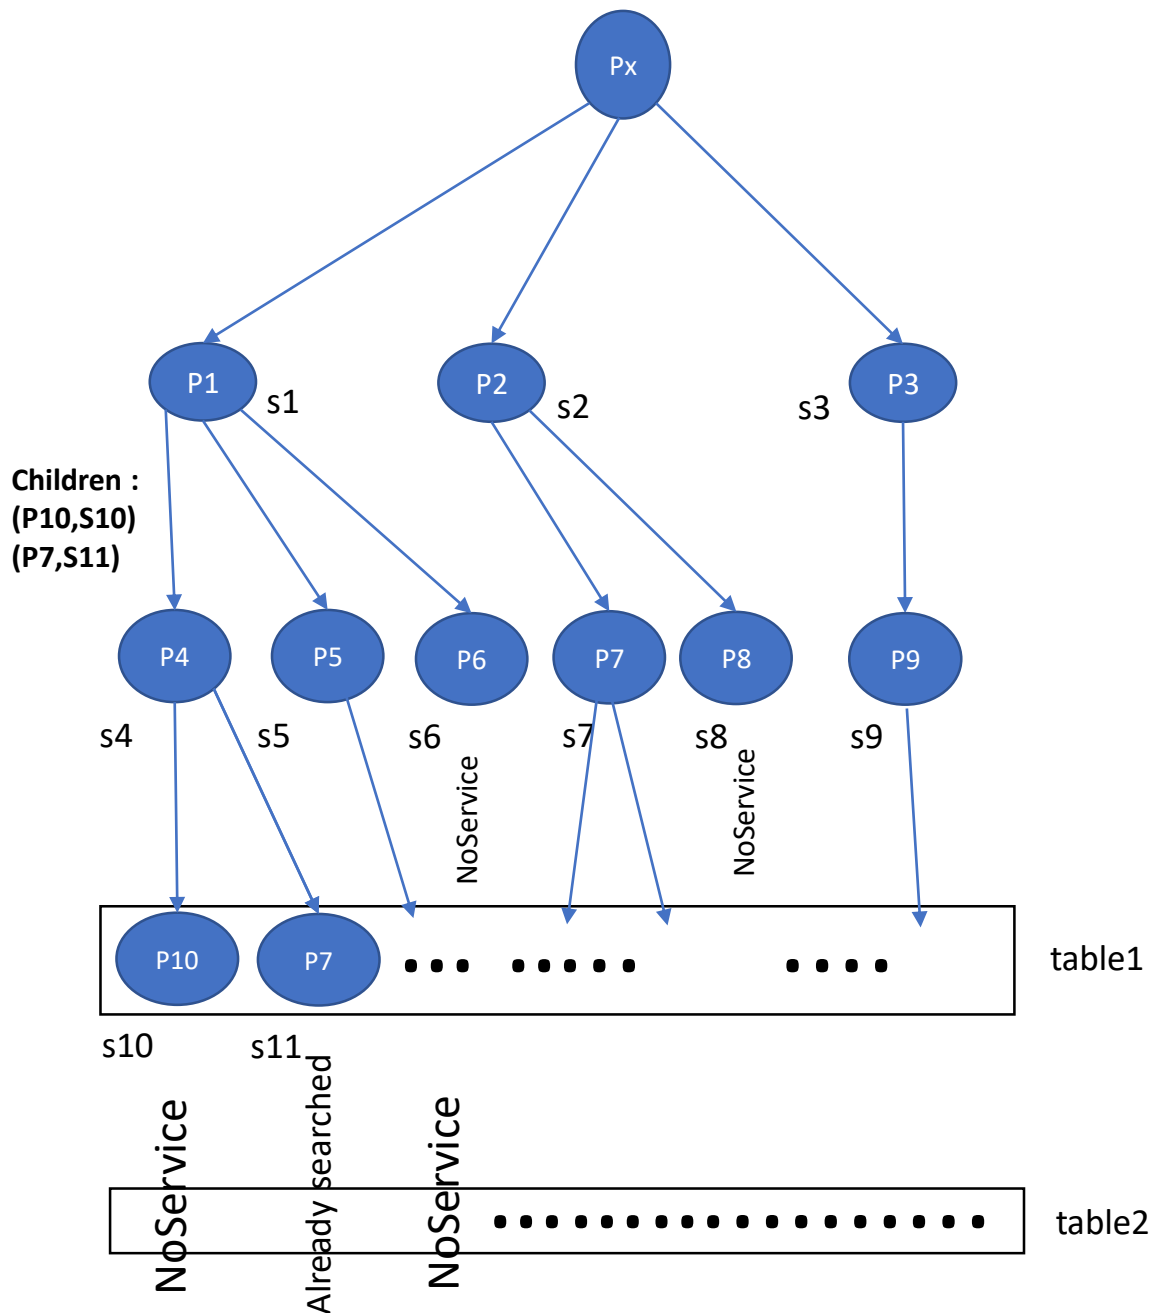 Px
P1
s1
P2
s2
s3
P3
Children :
(P10,S10)
(P7,S11)
P4
P5
P6
P7
P8
P9
s4
s5
s6
s7
s8
s9
NoService
NoService
P10
P7
table1
s10
s11
NoService
Already searched
NoService
table2